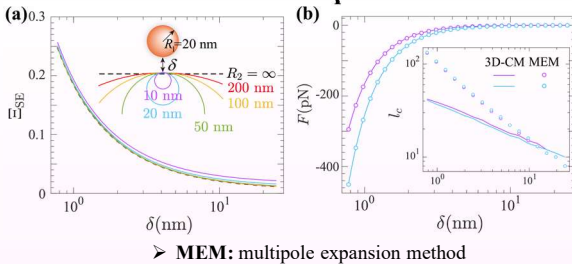 (a)
0.3
0.2
0.1
0
Ξ_SE
R₁=20 nm
δ
R₂ = ∞
200 nm
100 nm
50 nm
10 nm
20 nm
10⁰
10¹
δ(nm)
(b)
0
-200
-400
F(pN)
3D-CM MEM
l_c
10²
10¹
10⁰
10¹
10⁰
10¹
δ(nm)
➢ MEM: multipole expansion method